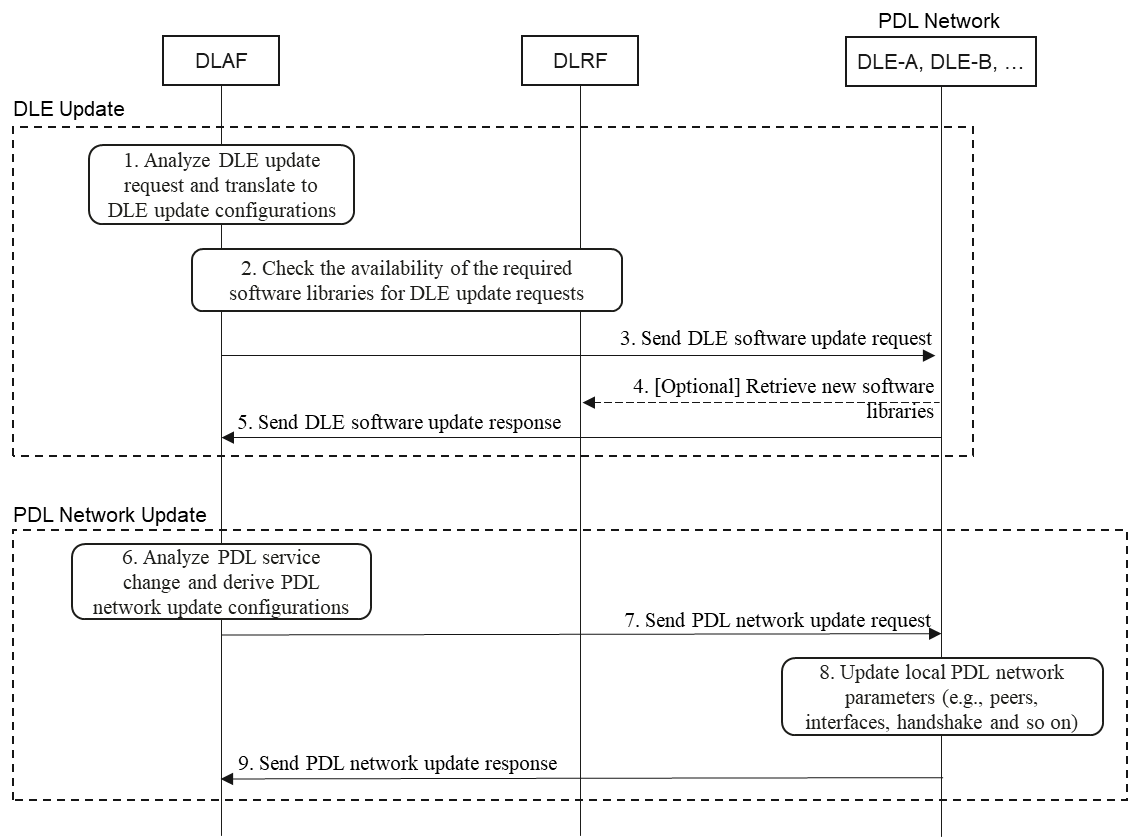 PDL Network
DLAF
DLRF
DLE-A, DLE-B, …
DLE Update
1. Analyze DLE update
request and translate to
DLE update configurations
2. Check the availability of the required
software libraries for DLE update requests
3. Send DLE software update request
4. [Optional] Retrieve new software
libraries
5. Send DLE software update response
PDL Network Update
6. Analyze PDL service
change and derive PDL
network update configurations
7. Send PDL network update request
8. Update local PDL network
parameters (e.g., peers,
interfaces, handshake and so on)
9. Send PDL network update response